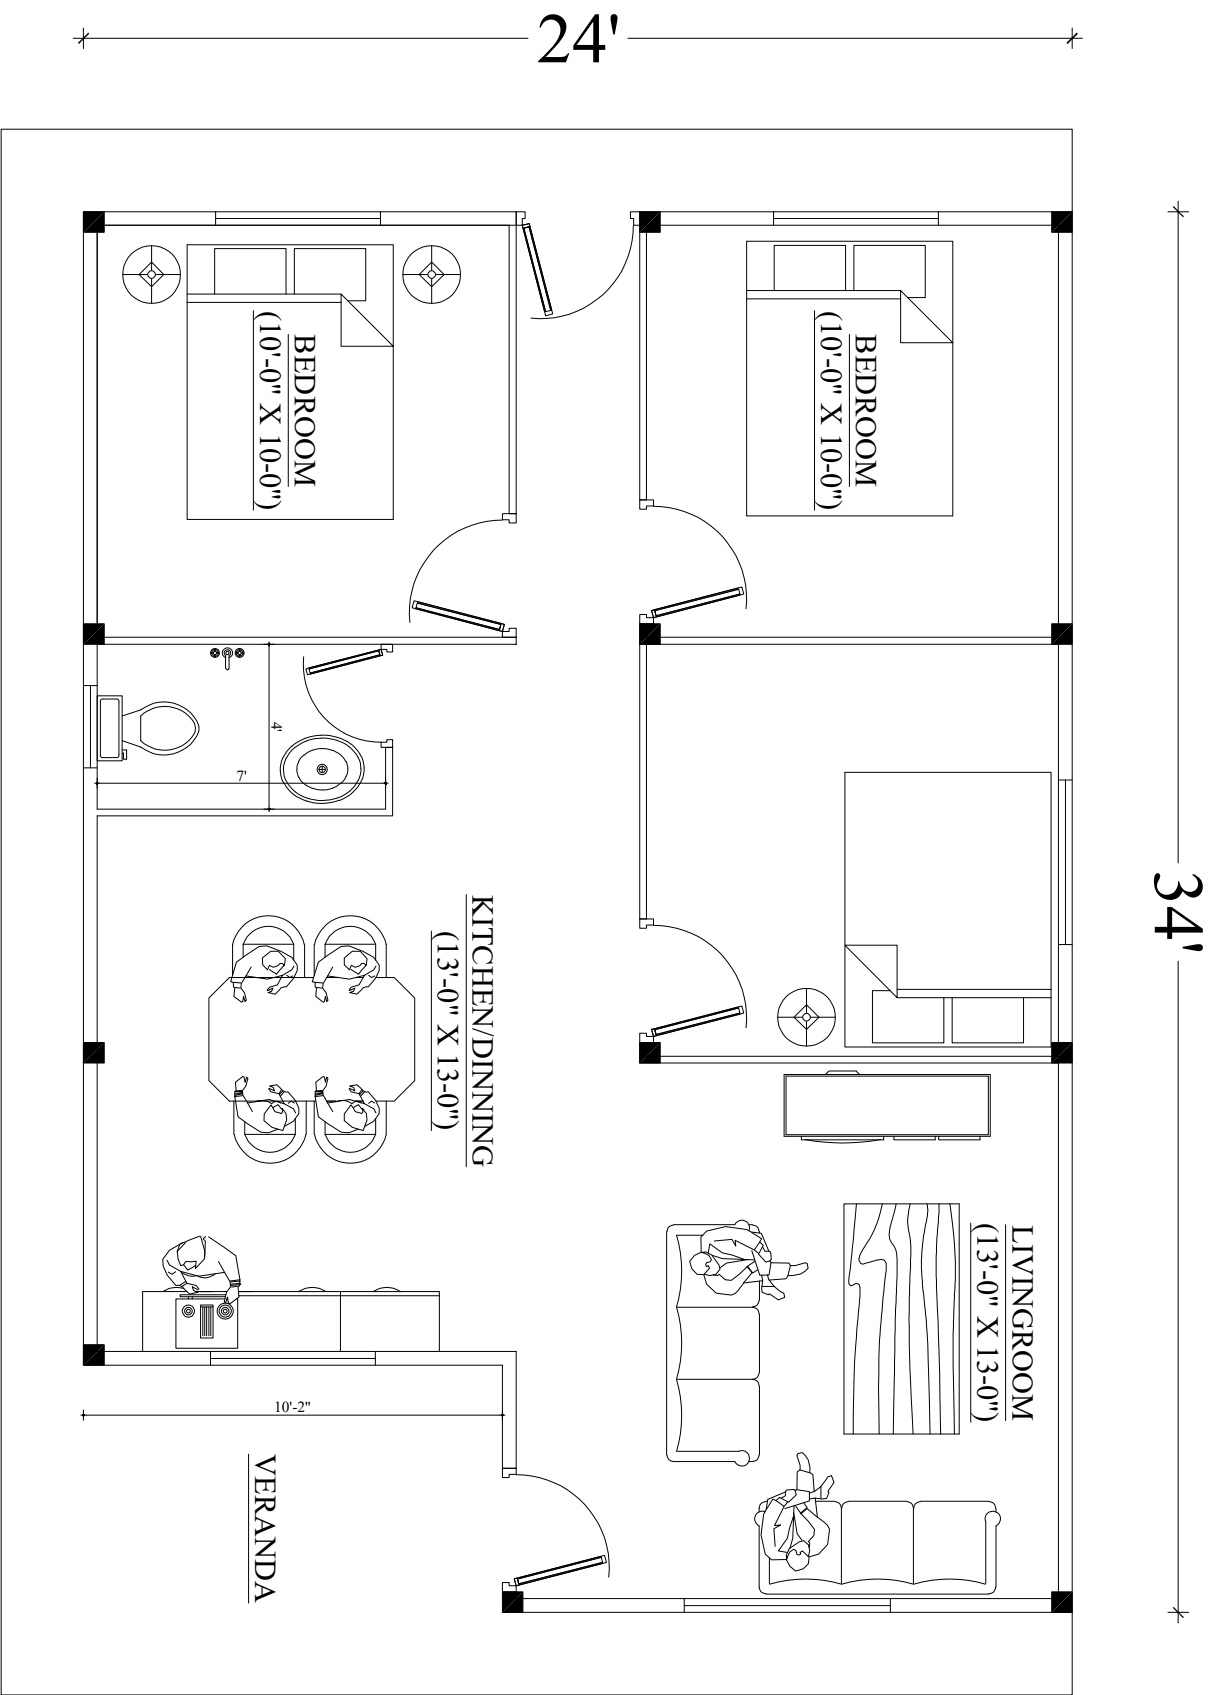 24'
34'
BEDROOM
(10'-0" X 10-0")
BEDROOM
(10'-0" X 10-0")
4'
7'
KITCHEN/DINNING
(13'-0" X 13-0")
LIVINGROOM
(13'-0" X 13-0")
10'-2"
VERANDA